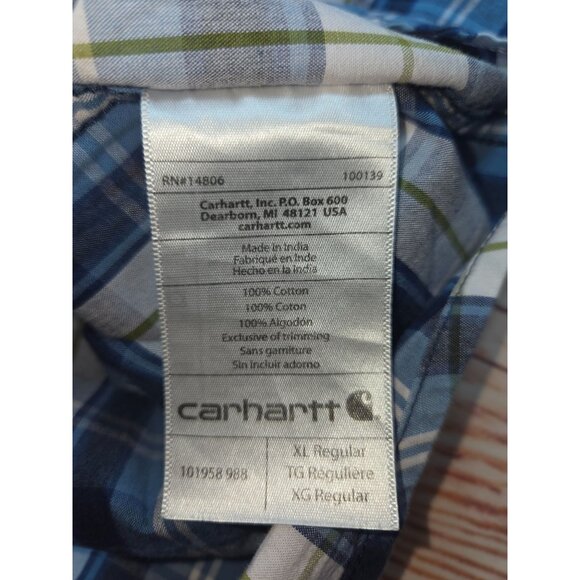 RN#14806 100139
Carhartt, Inc. P.O. Box 600
Dearborn, MI 48121 USA
carhartt.com
Made in India
Fabriqué en Inde
Hecho en la India
100% Cotton
100% Coton
100% Algodón
Exclusive of trimming
Sans garniture
Sin incluir adorno
carhartt
101958 988
XL Regular
TG Régulière
XG Regular